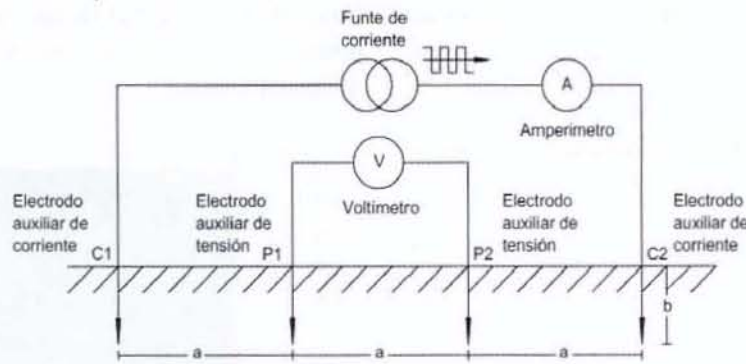 Funte de
corriente
A
Amperimetro
V
Voltímetro
Electrodo
auxiliar de
corriente
C1
Electrodo
auxiliar de
tensión
P1
Electrodo
auxiliar de
tensión
P2
Electrodo
auxiliar de
corriente
C2
b
a
a
a